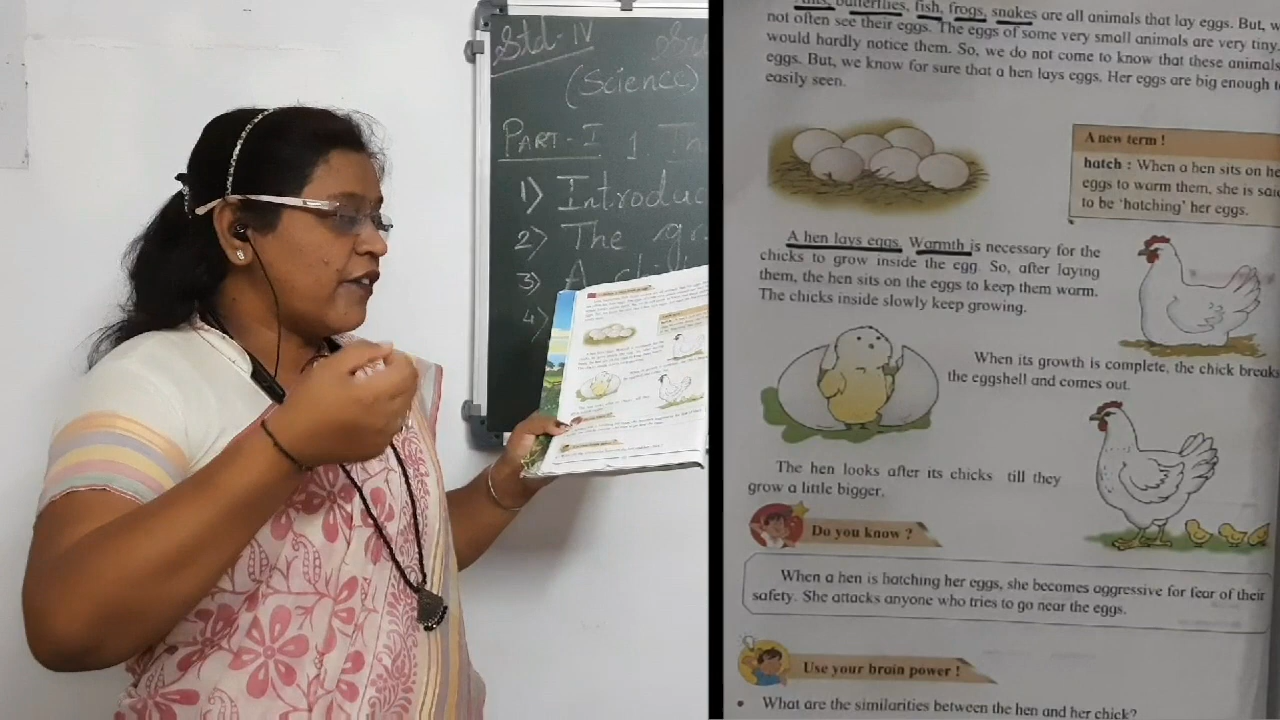 Std-IV
(Science)
PART-I 1. In
1) Introduc
2) The gr
3) A
4)
butterflies, fish, frogs, snakes are all animals that lay eggs. But, w
not often see their eggs. The eggs of some very small animals are very tiny.
would hardly notice them. So, we do not come to know that these animals
eggs. But, we know for sure that a hen lays eggs. Her eggs are big enough t
easily seen.
A new term !
hatch : When a hen sits on he
eggs to warm them, she is sai
to be 'hatching' her eggs.
A hen lays eggs. Warmth is necessary for the
chicks to grow inside the egg. So, after laying
them, the hen sits on the eggs to keep them warm.
The chicks inside slowly keep growing.
When its growth is complete, the chick breaks
the eggshell and comes out.
The hen looks after its chicks till they
grow a little bigger.
Do you know ?
When a hen is hatching her eggs, she becomes aggressive for fear of their
safety. She attacks anyone who tries to go near the eggs.
Use your brain power !
• What are the similarities between the hen and her chick?